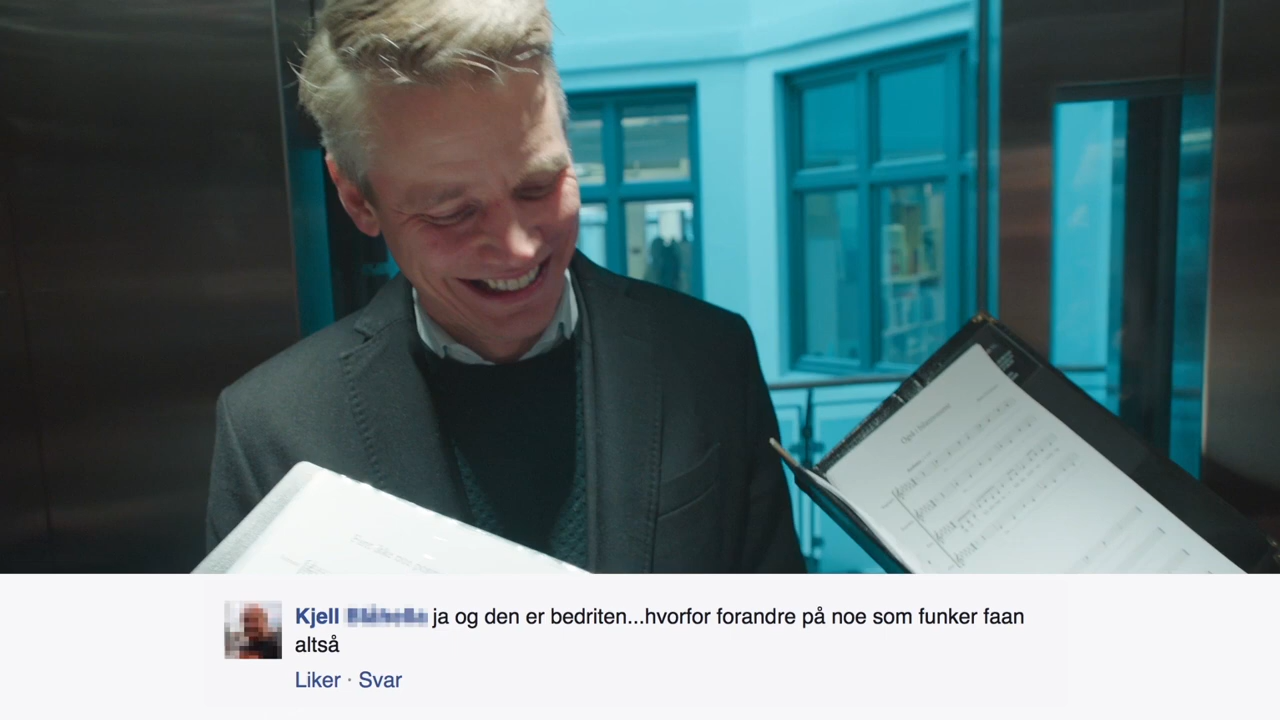 Kjell ja og den er bedriten...hvorfor forandre på noe som funker faan
altså
Liker · Svar